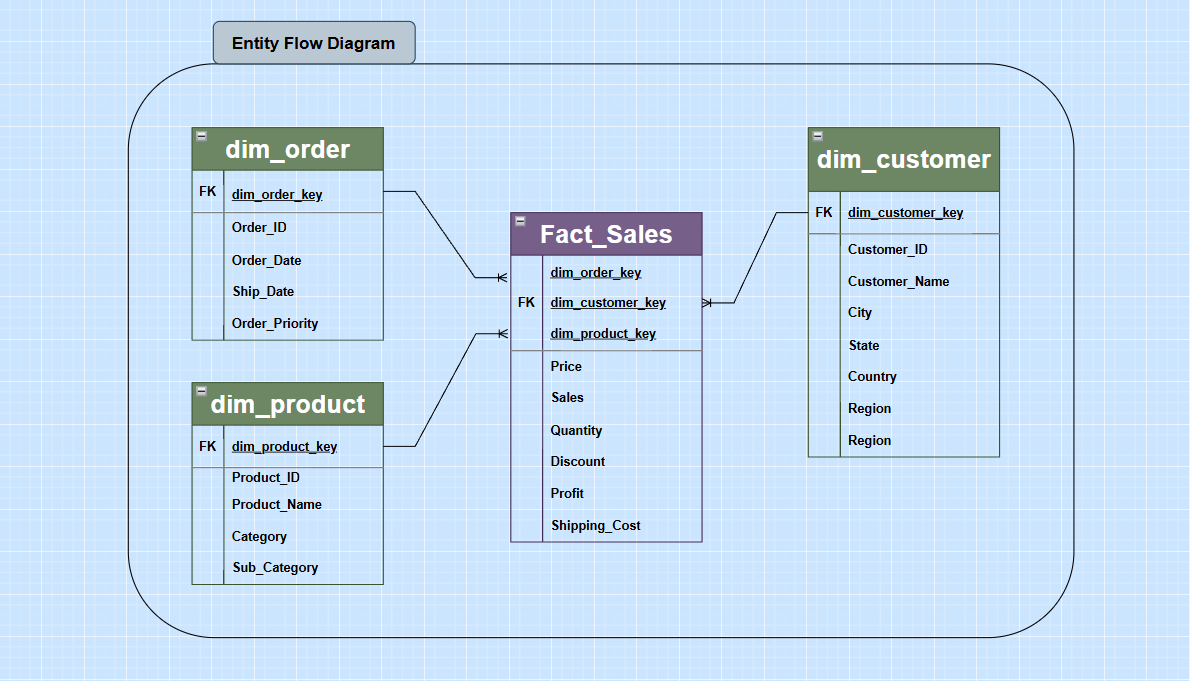 Entity Flow Diagram
dim_order
FK dim_order_key
Order_ID
Order_Date
Ship_Date
Order_Priority
dim_product
FK dim_product_key
Product_ID
Product_Name
Category
Sub_Category
Fact_Sales
dim_order_key
FK dim_customer_key
dim_product_key
Price
Sales
Quantity
Discount
Profit
Shipping_Cost
dim_customer
FK dim_customer_key
Customer_ID
Customer_Name
City
State
Country
Region
Region